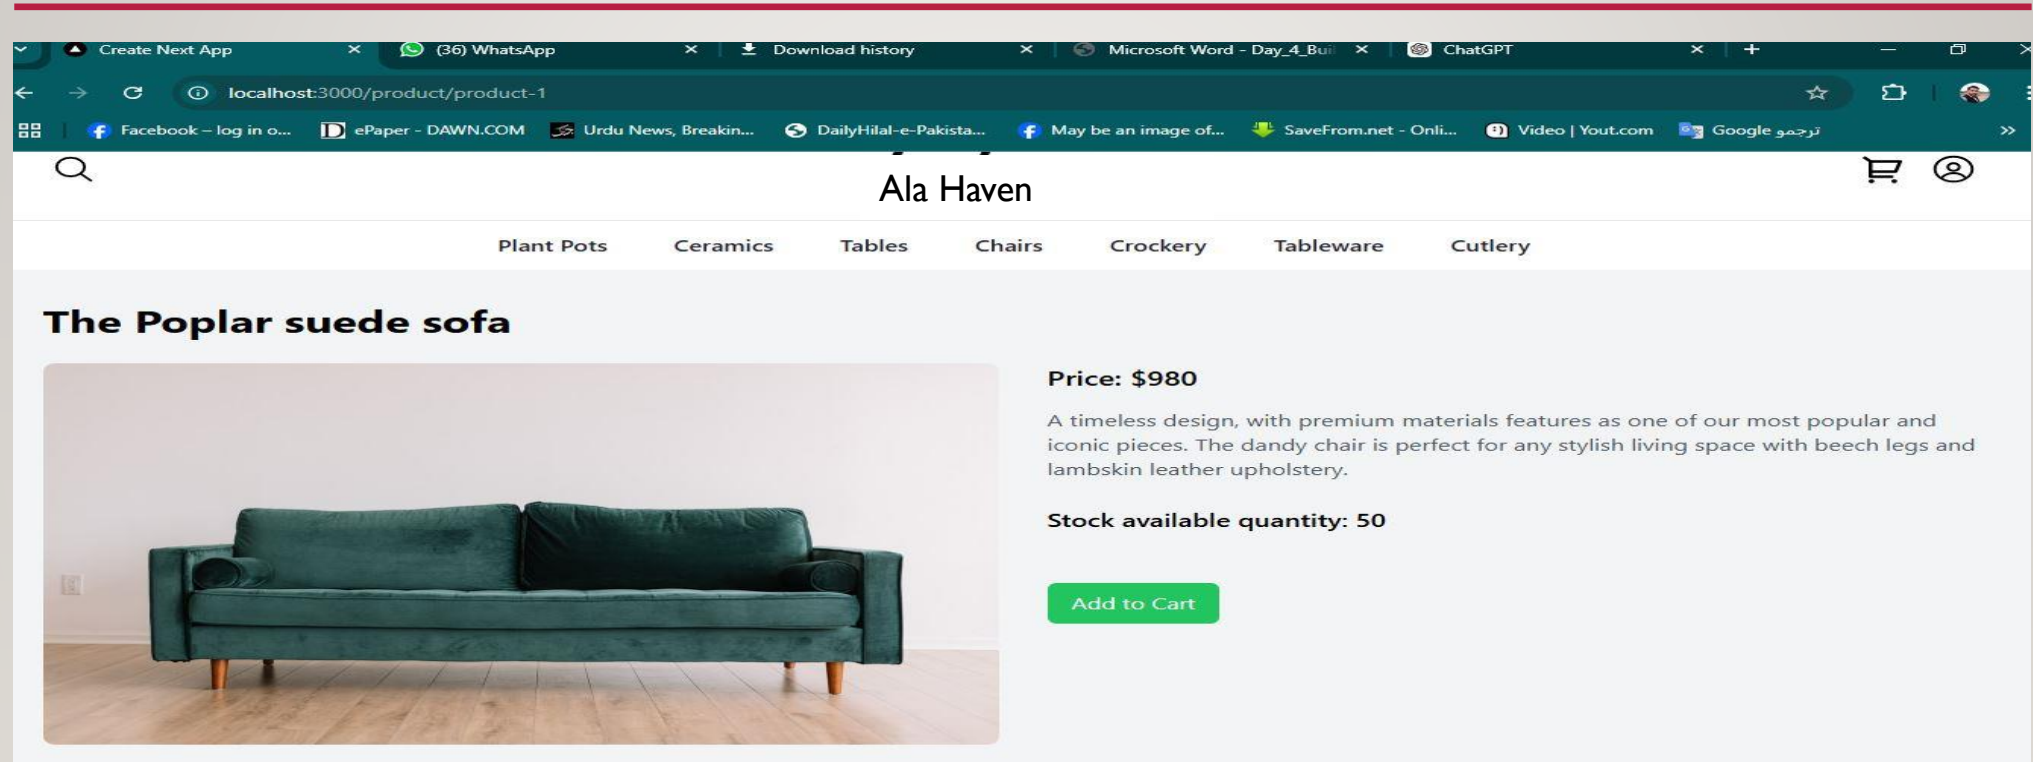 Create Next App
(36) WhatsApp
Download history
Microsoft Word - Day_4_Bui
ChatGPT
localhost:3000/product/product-1
Facebook – log in o...
ePaper - DAWN.COM
Urdu News, Breakin...
DailyHilal-e-Pakista...
May be an image of...
SaveFrom.net - Onli...
Video | Yout.com
Google ترجمو
Ala Haven
Plant Pots
Ceramics
Tables
Chairs
Crockery
Tableware
Cutlery
The Poplar suede sofa
Price: $980
A timeless design, with premium materials features as one of our most popular and
iconic pieces. The dandy chair is perfect for any stylish living space with beech legs and
lambskin leather upholstery.
Stock available quantity: 50
Add to Cart